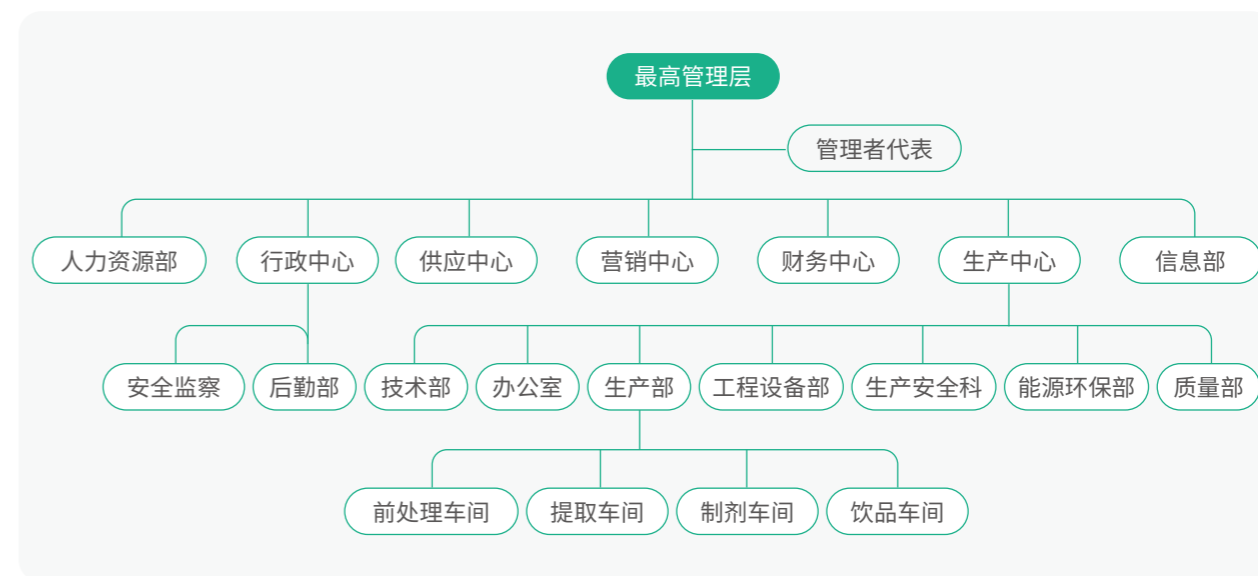 最高管理层
管理者代表
人力资源部 行政中心 供应中心 营销中心 财务中心 生产中心 信息部
安全监察 后勤部 技术部 办公室 生产部 工程设备部 生产安全科 能源环保部 质量部
前处理车间 提取车间 制剂车间 饮品车间